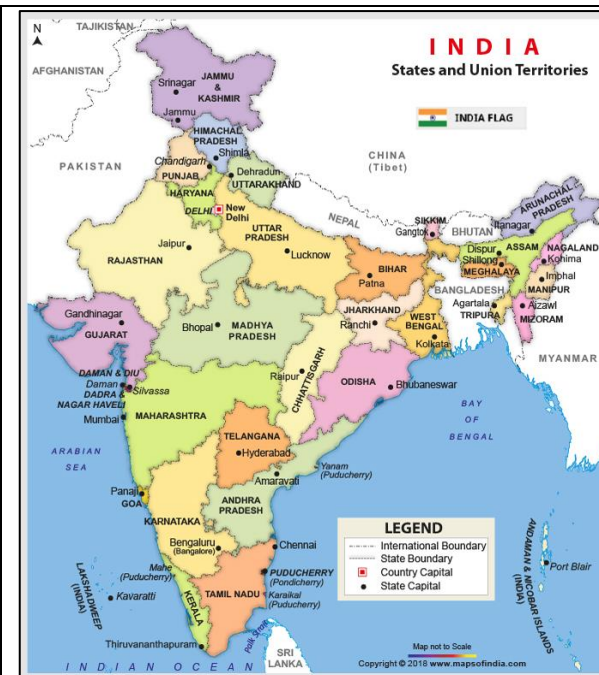 N
TAJIKISTAN
AFGHANISTAN
INDIA
States and Union Territories
INDIA FLAG
JAMMU
&
KASHMIR
Srinagar
Jammu
HIMACHAL
PRADESH
Shimla
Chandigarh
PUNJAB
Dehradun
UTTARAKHAND
PAKISTAN
CHINA
(Tibet)
HARYANA
DELHI
New
Delhi
UTTAR
PRADESH
Lucknow
NEPAL
SIKKIM
Gangtok
BHUTAN
ARUNACHAL
PRADESH
Itanagar
Dispur
ASSAM
NAGALAND
Kohima
Shillong
MEGHALAYA
Imphal
MANIPUR
Jaipur
RAJASTHAN
BIHAR
Patna
BANGLADESH
Agartala
TRIPURA
Aizawl
MIZORAM
Gandhinagar
GUJARAT
Bhopal
MADHYA
PRADESH
JHARKHAND
Ranchi
WEST
BENGAL
Kolkata
MYANMAR
DAMAN & DIU
Daman
Silvassa
DADRA &
NAGAR HAVELI
Raipur
CHHATTISGARH
ODISHA
Bhubaneswar
Mumbai
MAHARASHTRA
BAY
OF
BENGAL
ARABIAN
SEA
TELANGANA
Hyderabad
Yanam
(Puducherry)
Amaravati
Panaji
GOA
ANDHRA
PRADESH
KARNATAKA
Bengaluru
(Bangalore)
Chennai
LEGEND
International Boundary
State Boundary
Country Capital
State Capital
ANDAMAN & NICOBAR ISLANDS
(INDIA)
Port Blair
Mahe
(Puducherry)
PUDUCHERRY
(Pondicherry)
LAKSHADWEEP
(INDIA)
Kavaratti
KERALA
TAMIL NADU
Karaikal
(Puducherry)
Thiruvananthapuram
Palk Strait
SRI
LANKA
INDIAN OCEAN
Map not to Scale
Copyright © 2018 www.mapsofindia.com